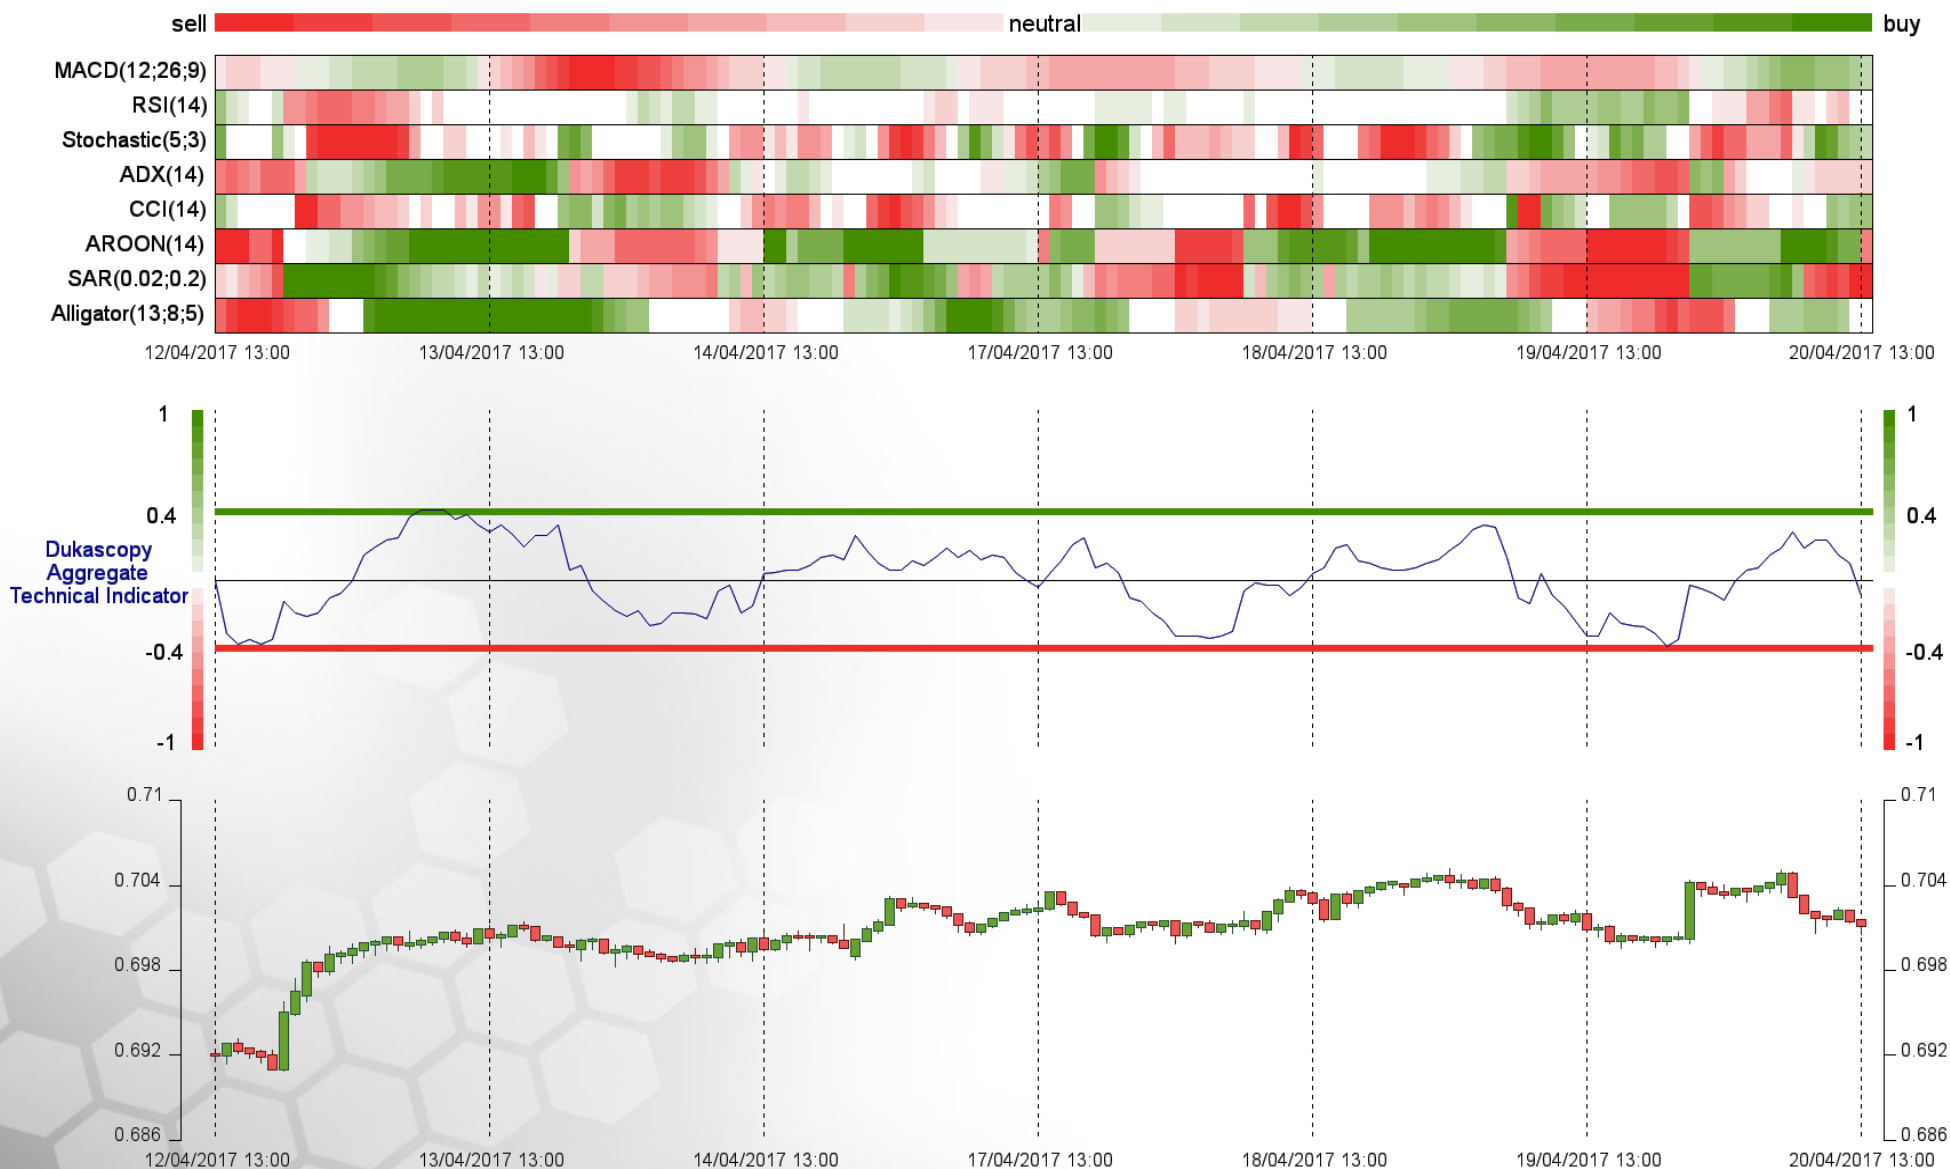 sell neutral buy
MACD(12;26;9)
RSI(14)
Stochastic(5;3)
ADX(14)
CCI(14)
AROON(14)
SAR(0.02;0.2)
Alligator(13;8;5)
12/04/2017 13:00 13/04/2017 13:00 14/04/2017 13:00 17/04/2017 13:00 18/04/2017 13:00 19/04/2017 13:00 20/04/2017 13:00
1 1
0.4 0.4
Dukascopy
Aggregate
Technical Indicator
-0.4 -0.4
-1 -1
0.71 0.71
0.704 0.704
0.698 0.698
0.692 0.692
0.686 0.686
12/04/2017 13:00 13/04/2017 13:00 14/04/2017 13:00 17/04/2017 13:00 18/04/2017 13:00 19/04/2017 13:00 20/04/2017 13:00